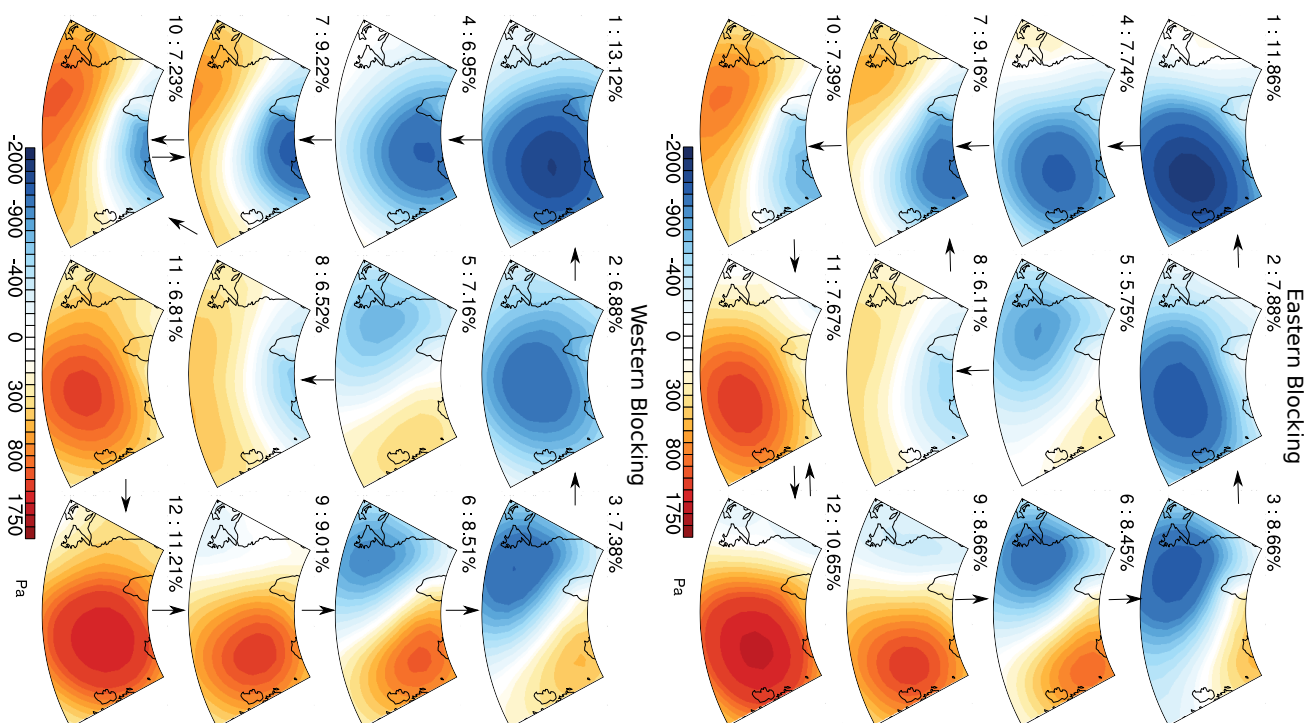 Eastern Blocking
1 : 11.86%
2 : 7.88%
3 : 8.66%
4 : 7.74%
5 : 5.75%
6 : 8.45%
7 : 9.16%
8 : 6.11%
9 : 8.66%
10 : 7.39%
11 : 7.67%
12 : 10.65%
-2000 -900 -400 0 300 800 1750 Pa
Western Blocking
1 : 13.12%
2 : 6.88%
3 : 7.38%
4 : 6.95%
5 : 7.16%
6 : 8.51%
7 : 9.22%
8 : 6.52%
9 : 9.01%
10 : 7.23%
11 : 6.81%
12 : 11.21%
-2000 -900 -400 0 300 800 1750 Pa